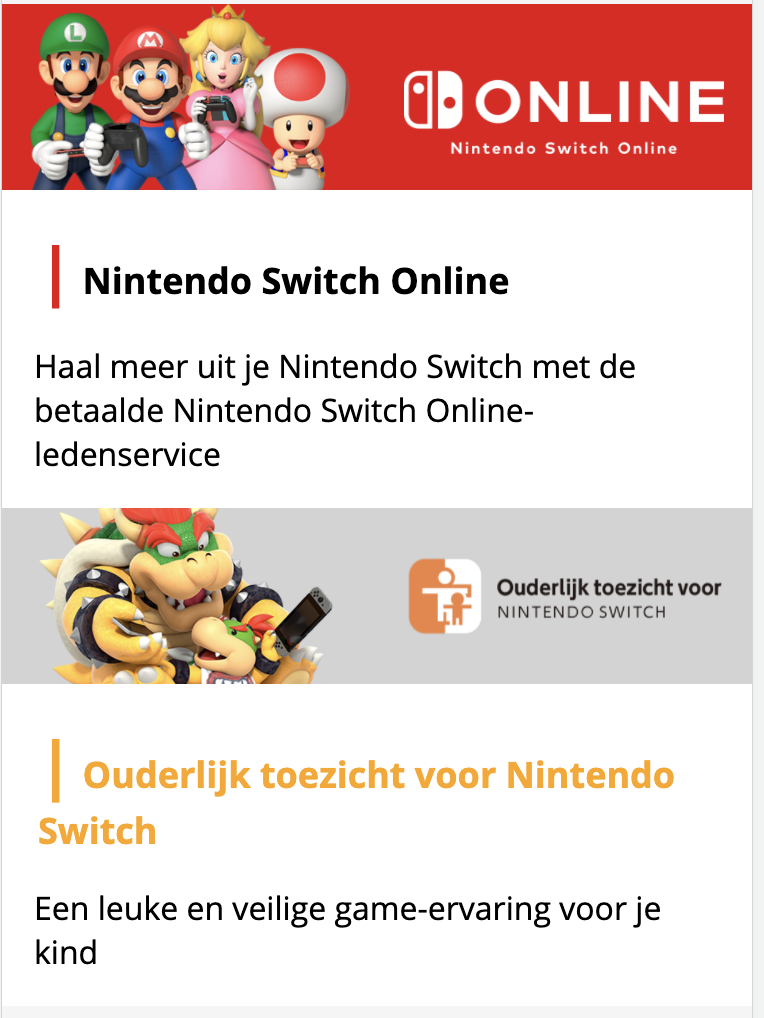 L
M
ONLINE
Nintendo Switch Online
Nintendo Switch Online
Haal meer uit je Nintendo Switch met de
betaalde Nintendo Switch Online-
ledenservice
Ouderlijk toezicht voor
NINTENDO SWITCH
Ouderlijk toezicht voor Nintendo
Switch
Een leuke en veilige game-ervaring voor je
kind